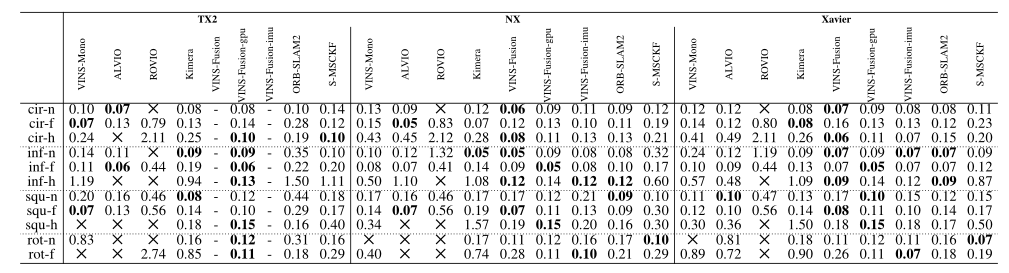 TX2 NX Xavier
VINS-Mono ALVIO ROVIO Kimera VINS-Fusion VINS-Fusion-gpu VINS-Fusion-imu ORB-SLAM2 S-MSCKF VINS-Mono ALVIO ROVIO Kimera VINS-Fusion VINS-Fusion-gpu VINS-Fusion-imu ORB-SLAM2 S-MSCKF VINS-Mono ALVIO ROVIO Kimera VINS-Fusion VINS-Fusion-gpu VINS-Fusion-imu ORB-SLAM2 S-MSCKF
cir-n 0.10 0.07 × 0.08 - 0.08 - 0.10 0.14 0.13 0.09 × 0.12 0.06 0.09 0.11 0.09 0.12 0.12 0.12 × 0.08 0.07 0.09 0.08 0.08 0.11
cir-f 0.07 0.13 0.79 0.13 - 0.14 - 0.28 0.12 0.15 0.05 0.83 0.07 0.12 0.13 0.10 0.11 0.19 0.14 0.12 0.80 0.08 0.16 0.13 0.13 0.12 0.23
cir-h 0.24 × 2.11 0.25 - 0.10 - 0.19 0.10 0.43 0.45 2.12 0.28 0.08 0.11 0.13 0.13 0.21 0.41 0.49 2.11 0.26 0.06 0.11 0.07 0.15 0.20
inf-n 0.14 0.11 × 0.09 - 0.09 - 0.35 0.10 0.10 0.12 1.32 0.05 0.05 0.09 0.08 0.08 0.32 0.24 0.12 1.19 0.09 0.07 0.09 0.07 0.07 0.09
inf-f 0.11 0.06 0.44 0.19 - 0.06 - 0.22 0.20 0.08 0.07 0.41 0.14 0.09 0.05 0.08 0.10 0.17 0.10 0.09 0.44 0.13 0.07 0.05 0.07 0.07 0.12
inf-h 1.19 × × 0.94 - 0.13 - 1.50 1.11 0.50 1.10 × 1.08 0.12 0.14 0.12 0.12 0.60 0.57 0.48 × 1.09 0.09 0.14 0.12 0.09 0.87
squ-n 0.20 0.16 0.46 0.08 - 0.12 - 0.44 0.18 0.17 0.16 0.46 0.17 0.17 0.12 0.21 0.09 0.10 0.11 0.10 0.47 0.13 0.17 0.10 0.15 0.12 0.15
squ-f 0.07 0.13 0.56 0.14 - 0.10 - 0.29 0.17 0.14 0.07 0.56 0.19 0.07 0.11 0.13 0.09 0.30 0.12 0.10 0.56 0.14 0.08 0.11 0.10 0.14 0.17
squ-h × × × 0.18 - 0.15 - 0.16 0.40 0.34 × × 1.57 0.19 0.15 0.20 0.16 0.30 0.30 0.36 × 1.50 0.18 0.15 0.18 0.17 0.50
rot-n 0.83 × × 0.16 - 0.12 - 0.31 0.16 × × × 0.17 0.11 0.12 0.16 0.17 0.10 × 0.81 × 0.18 0.11 0.12 0.11 0.16 0.07
rot-f × × 2.74 0.85 - 0.11 - 0.18 0.29 0.40 × × 0.74 0.28 0.11 0.10 0.21 0.29 0.89 0.72 × 0.90 0.26 0.11 0.07 0.18 0.19